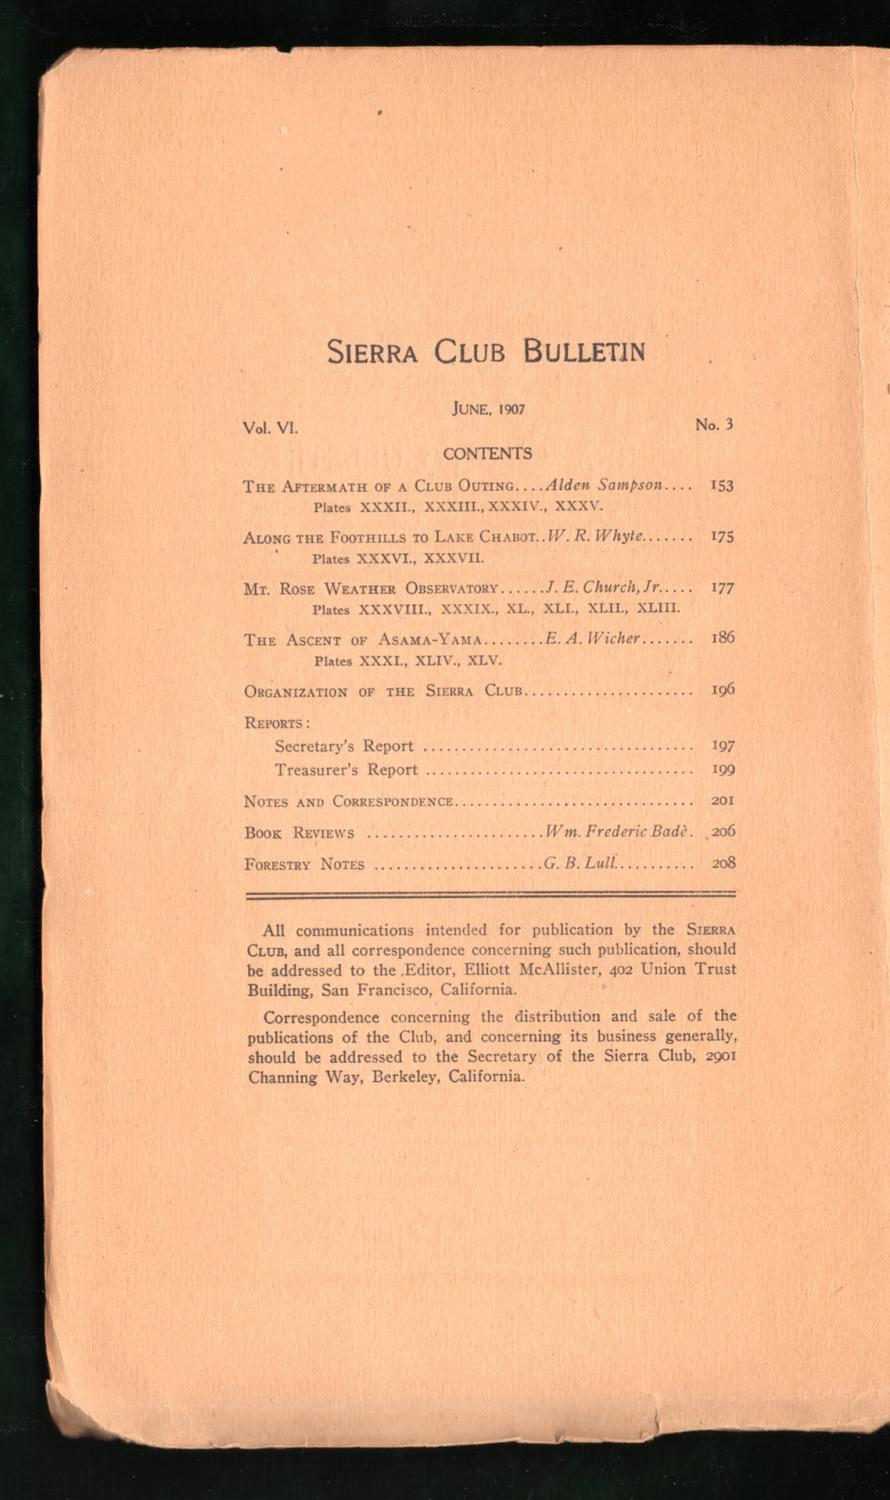 SIERRA CLUB BULLETIN
JUNE, 1907
Vol. VI. No. 3
CONTENTS
THE AFTERMATH OF A CLUB OUTING....Alden Sampson.... 153
Plates XXXII., XXXIII., XXXIV., XXXV.
ALONG THE FOOTHILLS TO LAKE CHABOT..W. R. Whyte....... 175
Plates XXXVI., XXXVII.
MT. ROSE WEATHER OBSERVATORY......J. E. Church, Jr..... 177
Plates XXXVIII., XXXIX., XL., XLI., XLII., XLIII.
THE ASCENT OF ASAMA-YAMA........E. A. Wicher....... 186
Plates XXXI., XLIV., XLV.
ORGANIZATION OF THE SIERRA CLUB...................... 196
REPORTS:
Secretary's Report ................................... 197
Treasurer's Report ................................... 199
NOTES AND CORRESPONDENCE............................... 201
BOOK REVIEWS .......................Wm. Frederic Badè. 206
FORESTRY NOTES ......................G. B. Lull........... 208
All communications intended for publication by the SIERRA
CLUB, and all correspondence concerning such publication, should
be addressed to the Editor, Elliott McAllister, 402 Union Trust
Building, San Francisco, California.
Correspondence concerning the distribution and sale of the
publications of the Club, and concerning its business generally,
should be addressed to the Secretary of the Sierra Club, 2901
Channing Way, Berkeley, California.